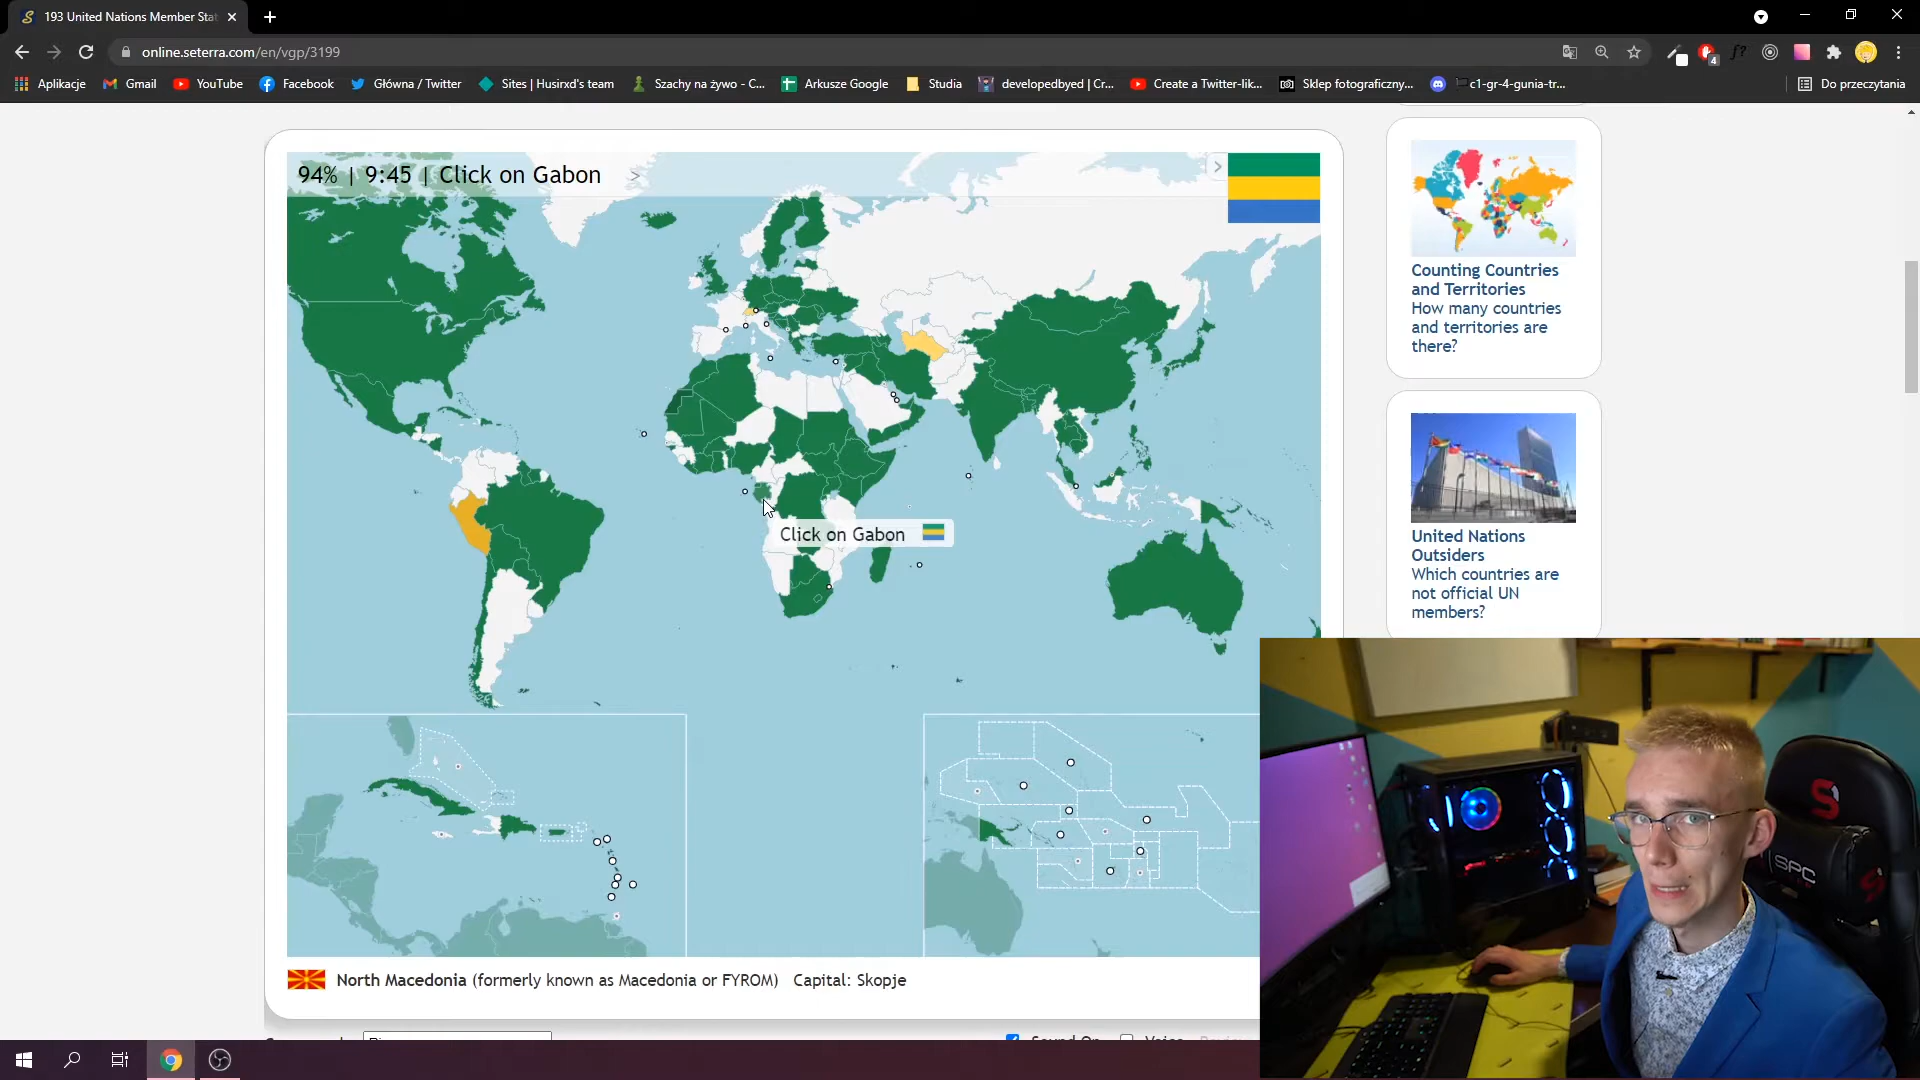 193 United Nations Member Stat
online.seterra.com/en/vgp/3199
4
f?
Aplikacje
Gmail
YouTube
Facebook
Główna / Twitter
Sites | Husirxd's team
Szachy na żywo - C...
Arkusze Google
Studia
developedbyed | Cr...
Create a Twitter-lik...
Sklep fotograficzny...
c1-gr-4-gunia-tr...
Do przeczytania
94% | 9:45 | Click on Gabon >
Click on Gabon
North Macedonia (formerly known as Macedonia or FYROM) Capital: Skopje
Sound On
Voice
Counting Countries
and Territories
How many countries
and territories are
there?
United Nations
Outsiders
Which countries are
not official UN
members?
SPC